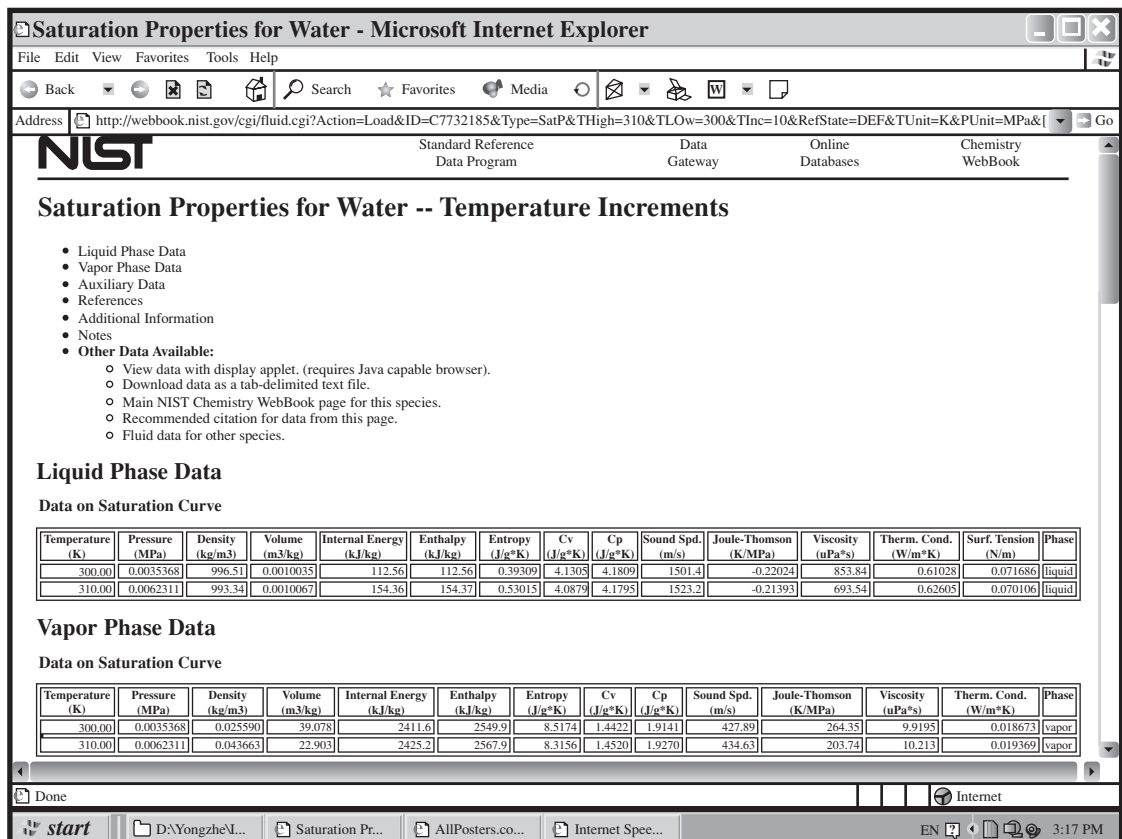 Saturation Properties for Water - Microsoft Internet Explorer
File Edit View Favorites Tools Help
Back Search Favorites Media W
Address http://webbook.nist.gov/cgi/fluid.cgi?Action=Load&ID=C7732185&Type=SatP&THigh=310&TLOw=300&TInc=10&RefState=DEF&TUnit=K&PUnit=MPa&[ Go
NIST Standard Reference Data Online Chemistry
Data Program Gateway Databases WebBook
Saturation Properties for Water -- Temperature Increments
Liquid Phase Data
Vapor Phase Data
Auxiliary Data
References
Additional Information
Notes
Other Data Available:
View data with display applet. (requires Java capable browser).
Download data as a tab-delimited text file.
Main NIST Chemistry WebBook page for this species.
Recommended citation for data from this page.
Fluid data for other species.
Liquid Phase Data
Data on Saturation Curve
Temperature Pressure Density Volume Internal Energy Enthalpy Entropy Cv Cp Sound Spd. Joule-Thomson Viscosity Therm. Cond. Surf. Tension Phase
(K) (MPa) (kg/m3) (m3/kg) (kJ/kg) (kJ/kg) (J/g*K) (J/g*K) (J/g*K) (m/s) (K/MPa) (uPa*s) (W/m*K) (N/m)
300.00 0.0035368 996.51 0.0010035 112.56 112.56 0.39309 4.1305 4.1809 1501.4 -0.22024 853.84 0.61028 0.071686 liquid
310.00 0.0062311 993.34 0.0010067 154.36 154.37 0.53015 4.0879 4.1795 1523.2 -0.21393 693.54 0.62605 0.070106 liquid
Vapor Phase Data
Data on Saturation Curve
Temperature Pressure Density Volume Internal Energy Enthalpy Entropy Cv Cp Sound Spd. Joule-Thomson Viscosity Therm. Cond. Phase
(K) (MPa) (kg/m3) (m3/kg) (kJ/kg) (kJ/kg) (J/g*K) (J/g*K) (J/g*K) (m/s) (K/MPa) (uPa*s) (W/m*K)
300.00 0.0035368 0.025590 39.078 2411.6 2549.9 8.5174 1.4422 1.9141 427.89 264.35 9.9195 0.018673 vapor
310.00 0.0062311 0.043663 22.903 2425.2 2567.9 8.3156 1.4520 1.9270 434.63 203.74 10.213 0.019369 vapor
Done Internet
start D:\Yongzhe\I... Saturation Pr... AllPosters.co... Internet Spee... EN ? 3:17 PM